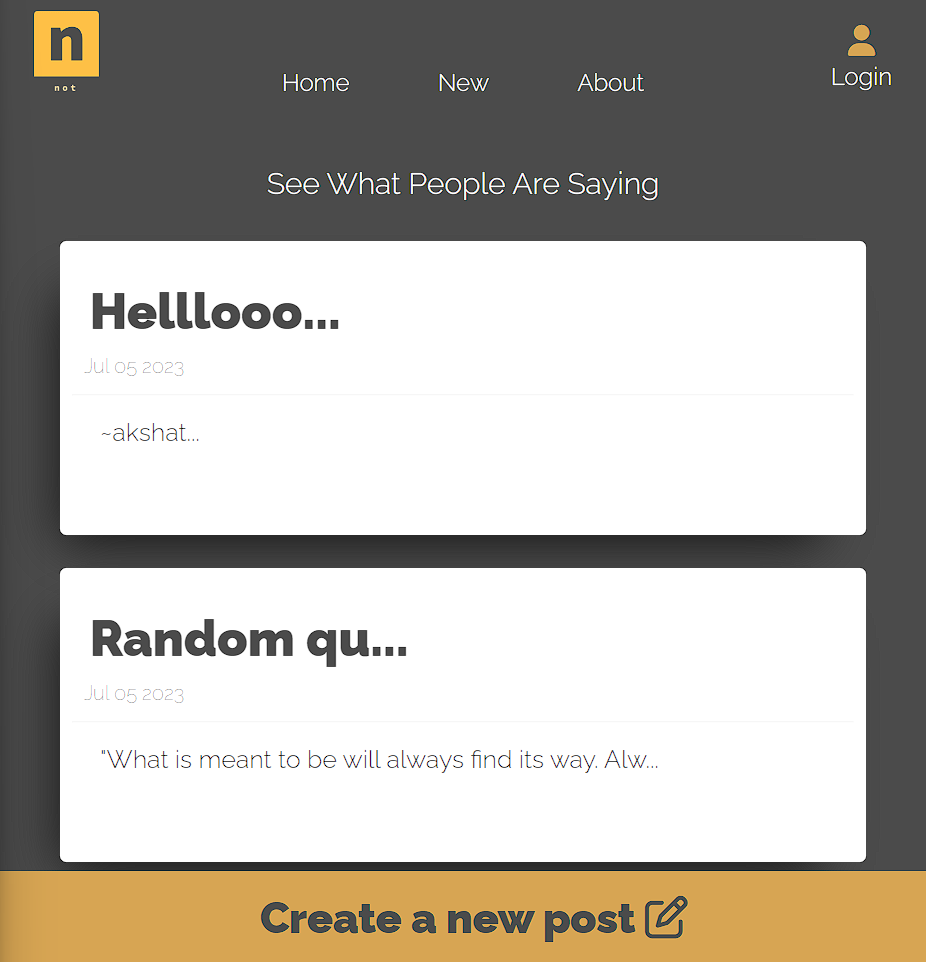 n
not
Home New About
Login
See What People Are Saying
Helllooo...
Jul 05 2023
~akshat...
Random qu...
Jul 05 2023
"What is meant to be will always find its way. Alw...
Create a new post